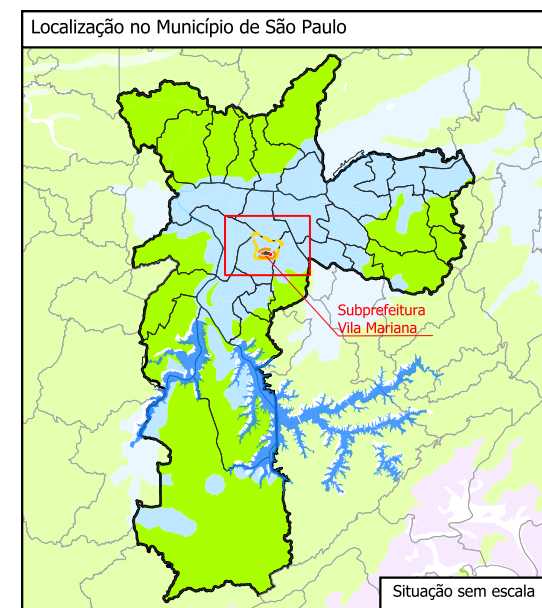 Localização no Município de São Paulo
Subprefeitura
Vila Mariana
Situação sem escala